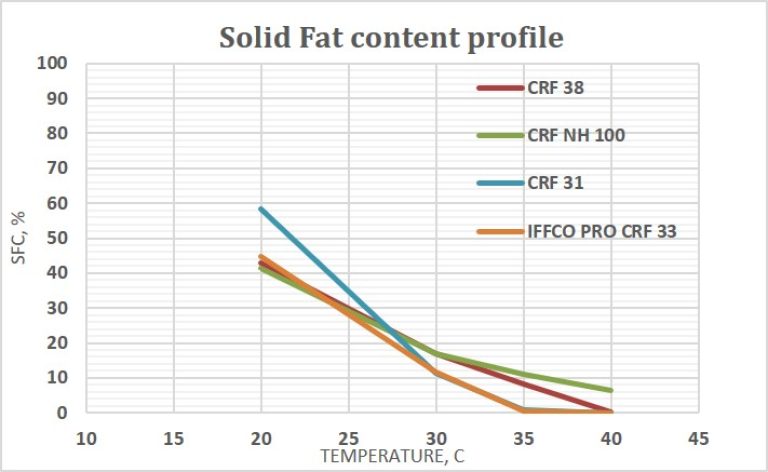 Solid Fat content profile
100
90
80
70
60
50
40
30
20
10
0
SFC, %
CRF 38
CRF NH 100
CRF 31
IFFCO PRO CRF 33
10 15 20 25 30 35 40 45
TEMPERATURE, C